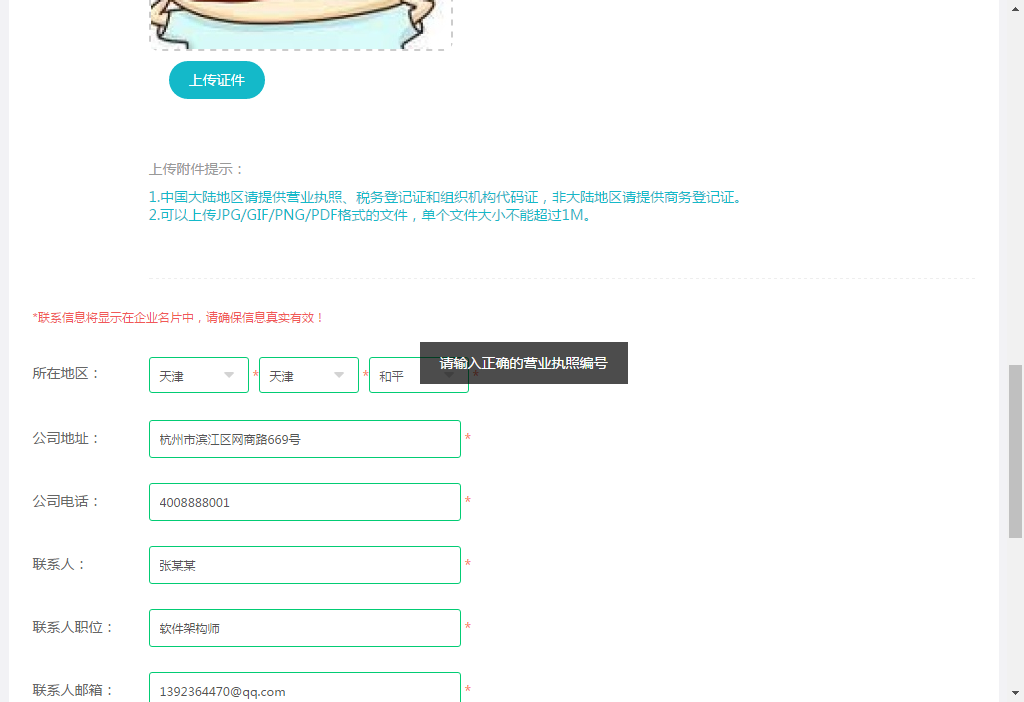 上传证件
上传附件提示：
1.中国大陆地区请提供营业执照、税务登记证和组织机构代码证，非大陆地区请提供商务登记证。
2.可以上传JPG/GIF/PNG/PDF格式的文件，单个文件大小不能超过1M。
*联系信息将显示在企业名片中，请确保信息真实有效！
请输入正确的营业执照编号
所在地区： 天津 * 天津 * 和平 *
公司地址： 杭州市滨江区网商路669号 *
公司电话： 4008888001 *
联系人： 张某某 *
联系人职位： 软件架构师 *
联系人邮箱： 1392364470@qq.com *